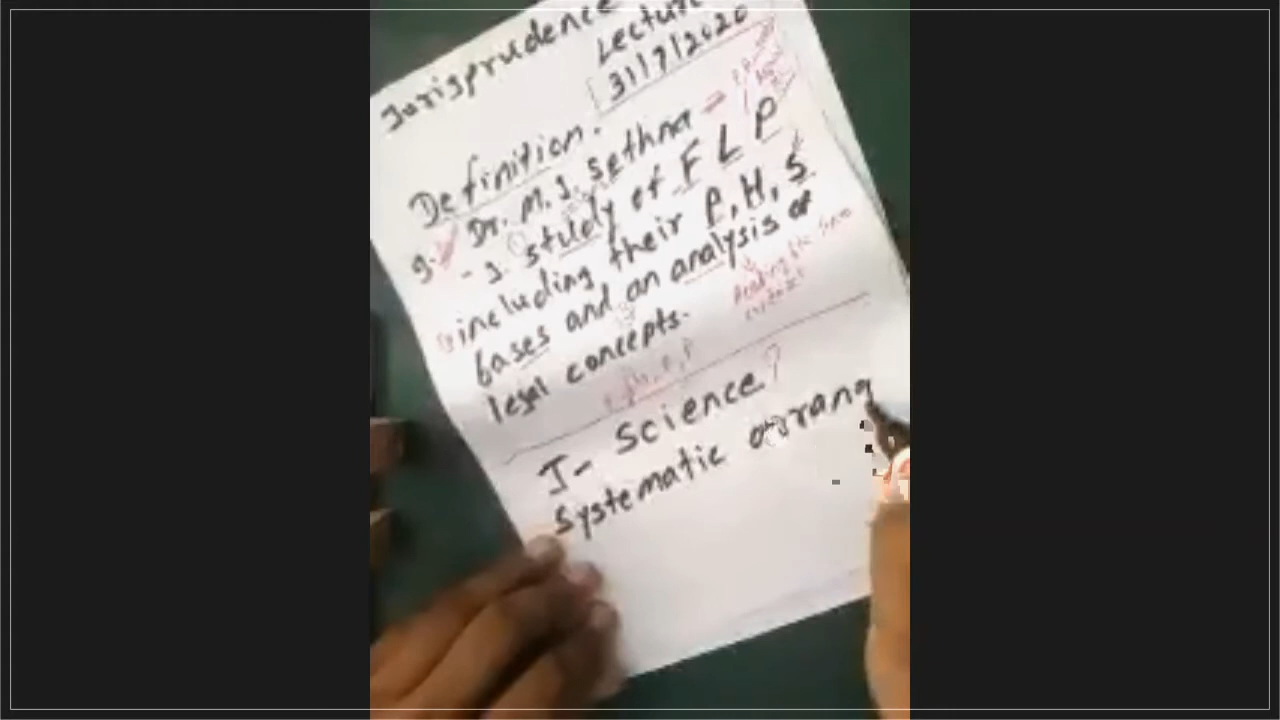 Jurisprudence
Lecture
31/7/2020
Definition.
g. Dr. M. J. Sethna
- J. study of F L P
including their P, H, S
bases and an analysis of
legal concepts.
J - Science?
Systematic arrang